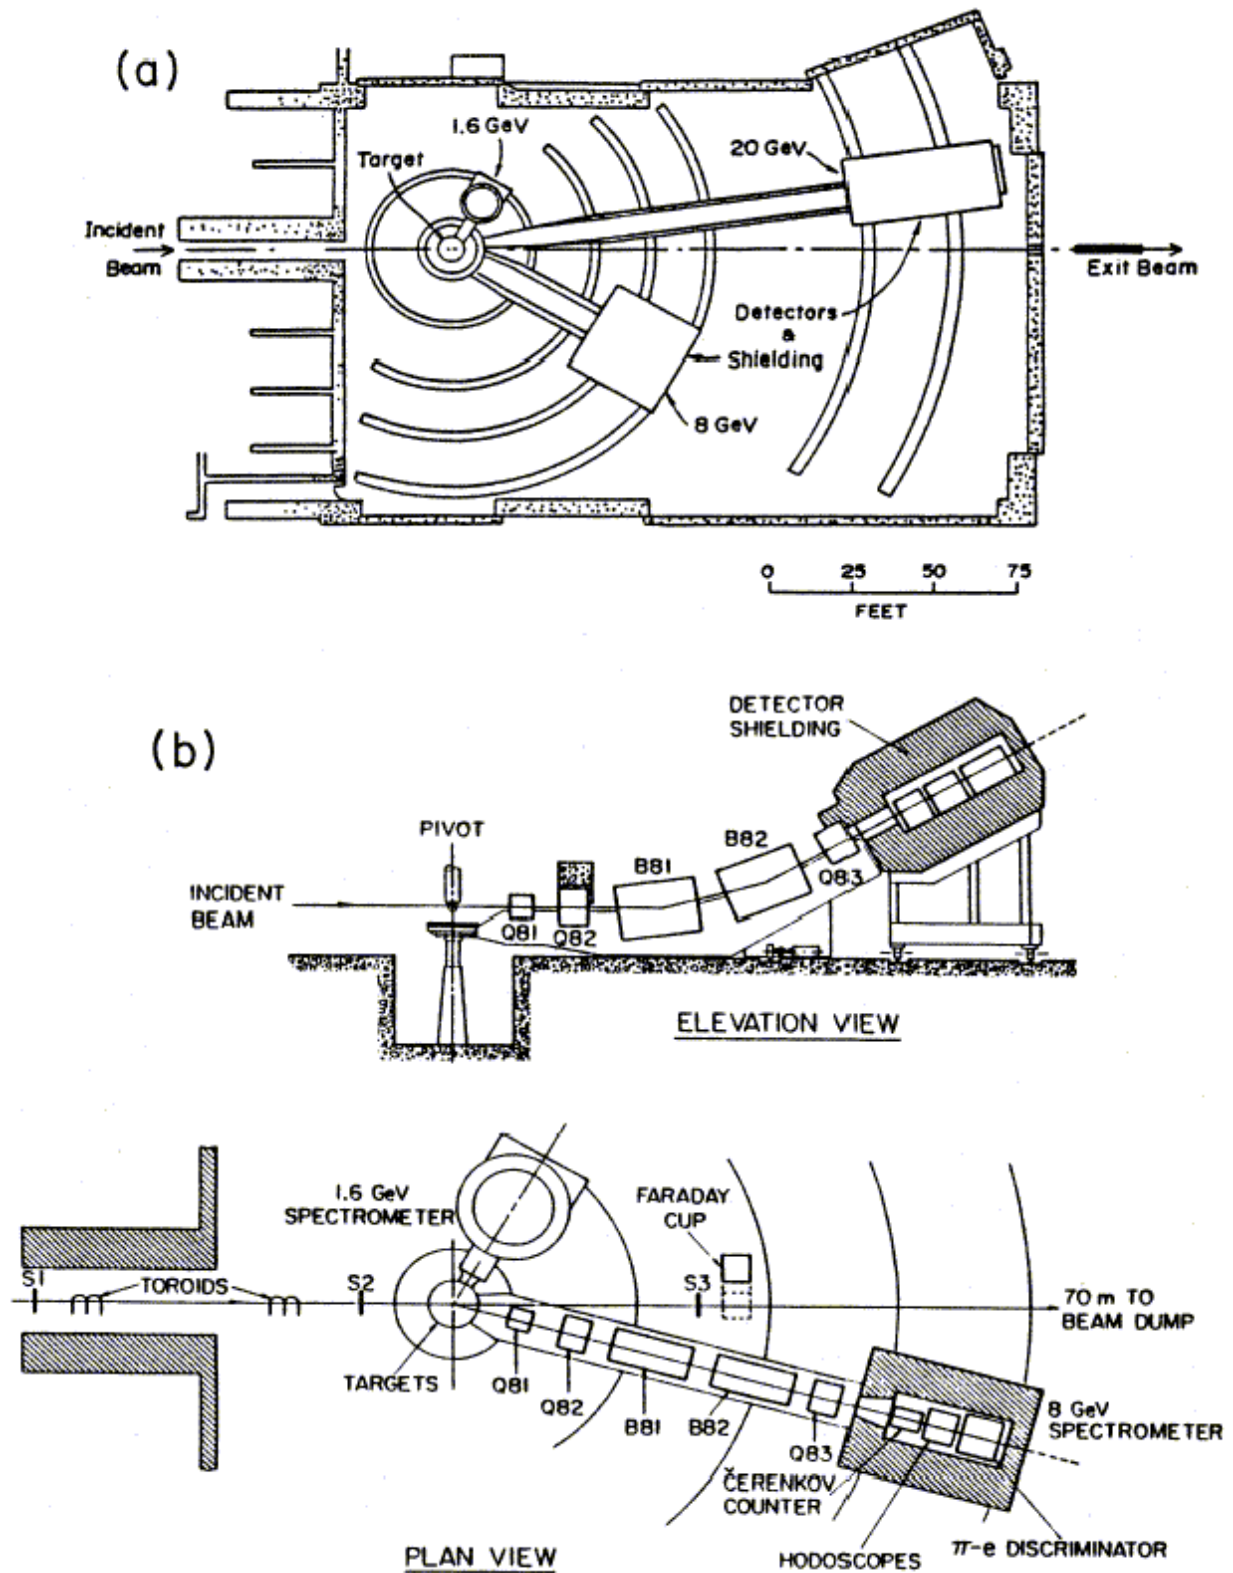 (a)
1.6 GeV
Target
20 GeV
Incident
Beam
Exit Beam
Detectors
&
Shielding
8 GeV
0 25 50 75
FEET
(b)
DETECTOR
SHIELDING
PIVOT
B82
B81
INCIDENT
BEAM
Q81
Q82
Q83
ELEVATION VIEW
1.6 GeV
SPECTROMETER
FARADAY
CUP
S1
TOROIDS
S2
S3
70 m TO
BEAM DUMP
TARGETS
Q81
Q82
B81
B82
Q83
8 GeV
SPECTROMETER
ČERENKOV
COUNTER
HODOSCOPES
π-e DISCRIMINATOR
PLAN VIEW